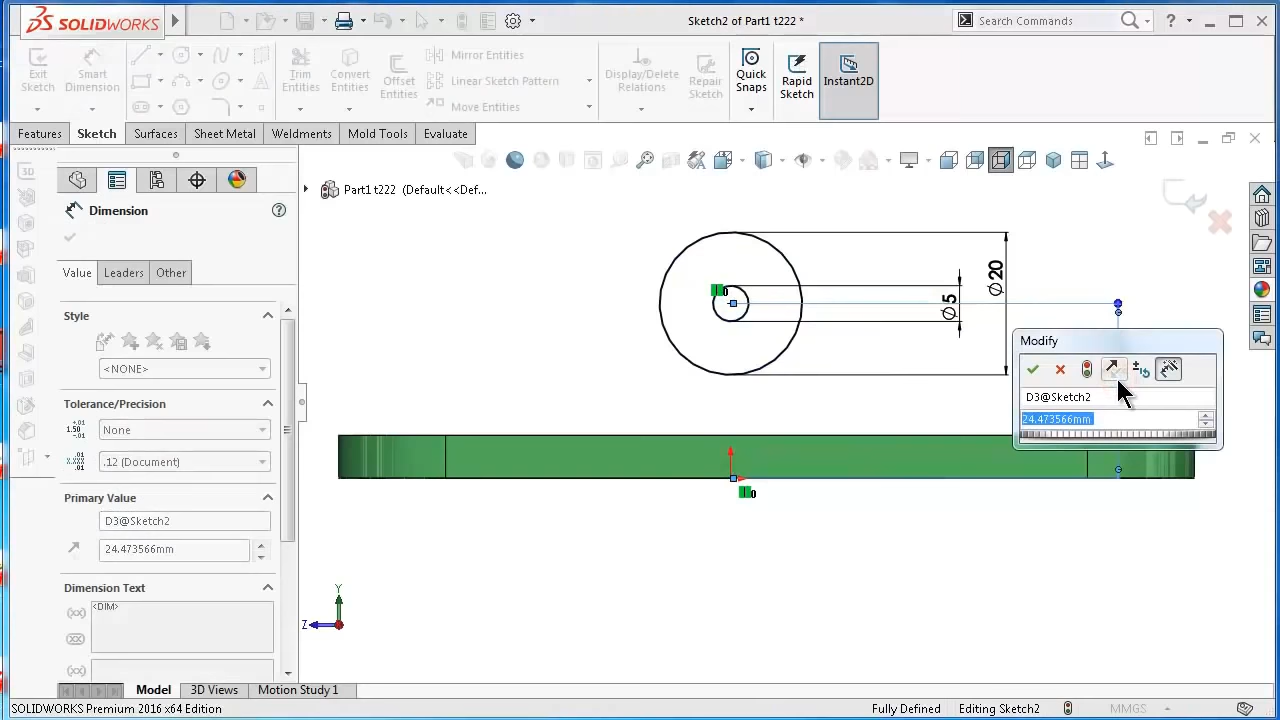 SOLIDWORKS
Sketch2 of Part1 t222 *
Search Commands
?
Exit Sketch
Smart Dimension
Trim Entities
Convert Entities
Offset Entities
Mirror Entities
Linear Sketch Pattern
Move Entities
Display/Delete Relations
Repair Sketch
Quick Snaps
Rapid Sketch
Instant2D
Features
Sketch
Surfaces
Sheet Metal
Weldments
Mold Tools
Evaluate
Part1 t222 (Default<<Def...
Dimension
?
Value
Leaders
Other
Style
<NONE>
Tolerance/Precision
None
.12 (Document)
Primary Value
D3@Sketch2
24.473566mm
Dimension Text
<DIM>
∅5
∅20
Modify
D3@Sketch2
24.473566mm
Y
Z
Model
3D Views
Motion Study 1
SOLIDWORKS Premium 2016 x64 Edition
Fully Defined
Editing Sketch2
MMGS